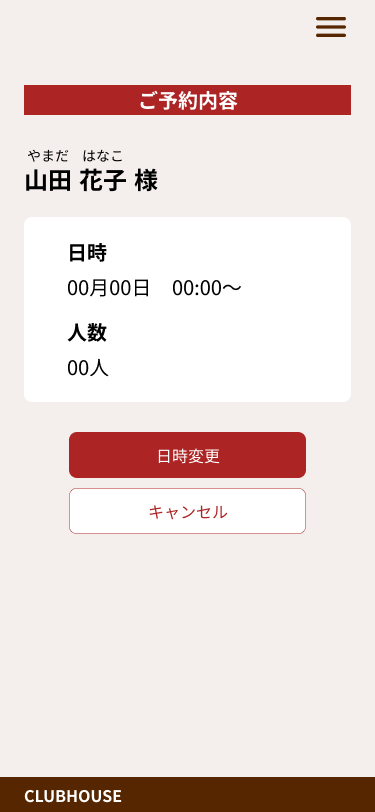 ご予約内容
やまだ　はなこ
山田 花子 様
日時
00月00日　00:00〜
人数
00人
日時変更
キャンセル
CLUBHOUSE